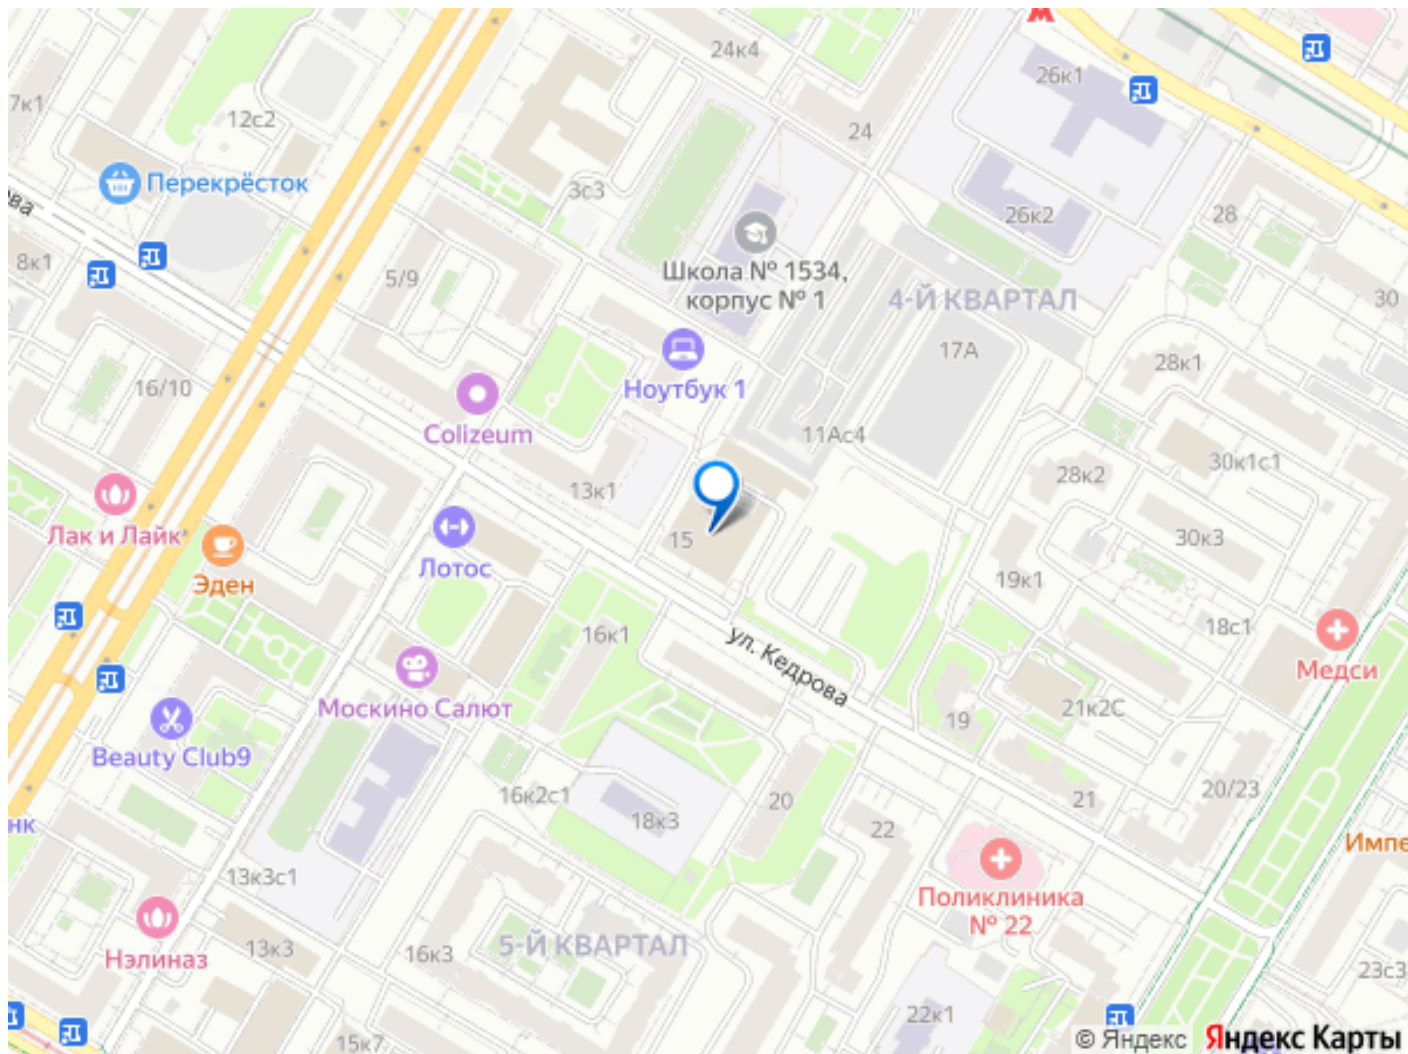 24к4
26к1
7к1
12с2
24
Перекрёсток
3с3
26к2
28
ва
8к1
5/9
Школа № 1534,
корпус № 1
4-Й КВАРТАЛ
30
17А
28к1
16/10
Ноутбук 1
Colizeum
11Ас4
30к1с1
28к2
13к1
Лак и Лайк
15
30к3
Эден
Лотос
19к1
16к1
18с1
ул. Кедрова
Медси
Москино Салют
19
21к2С
Beauty Club9
16к2с1
20
21
20/23
нк
18к3
22
Импе
13к3с1
Поликлиника
№ 22
13к3
Нэлиназ
16к3
5-Й КВАРТАЛ
23с3
22к1
15к7
© Яндекс
Яндекс Карты